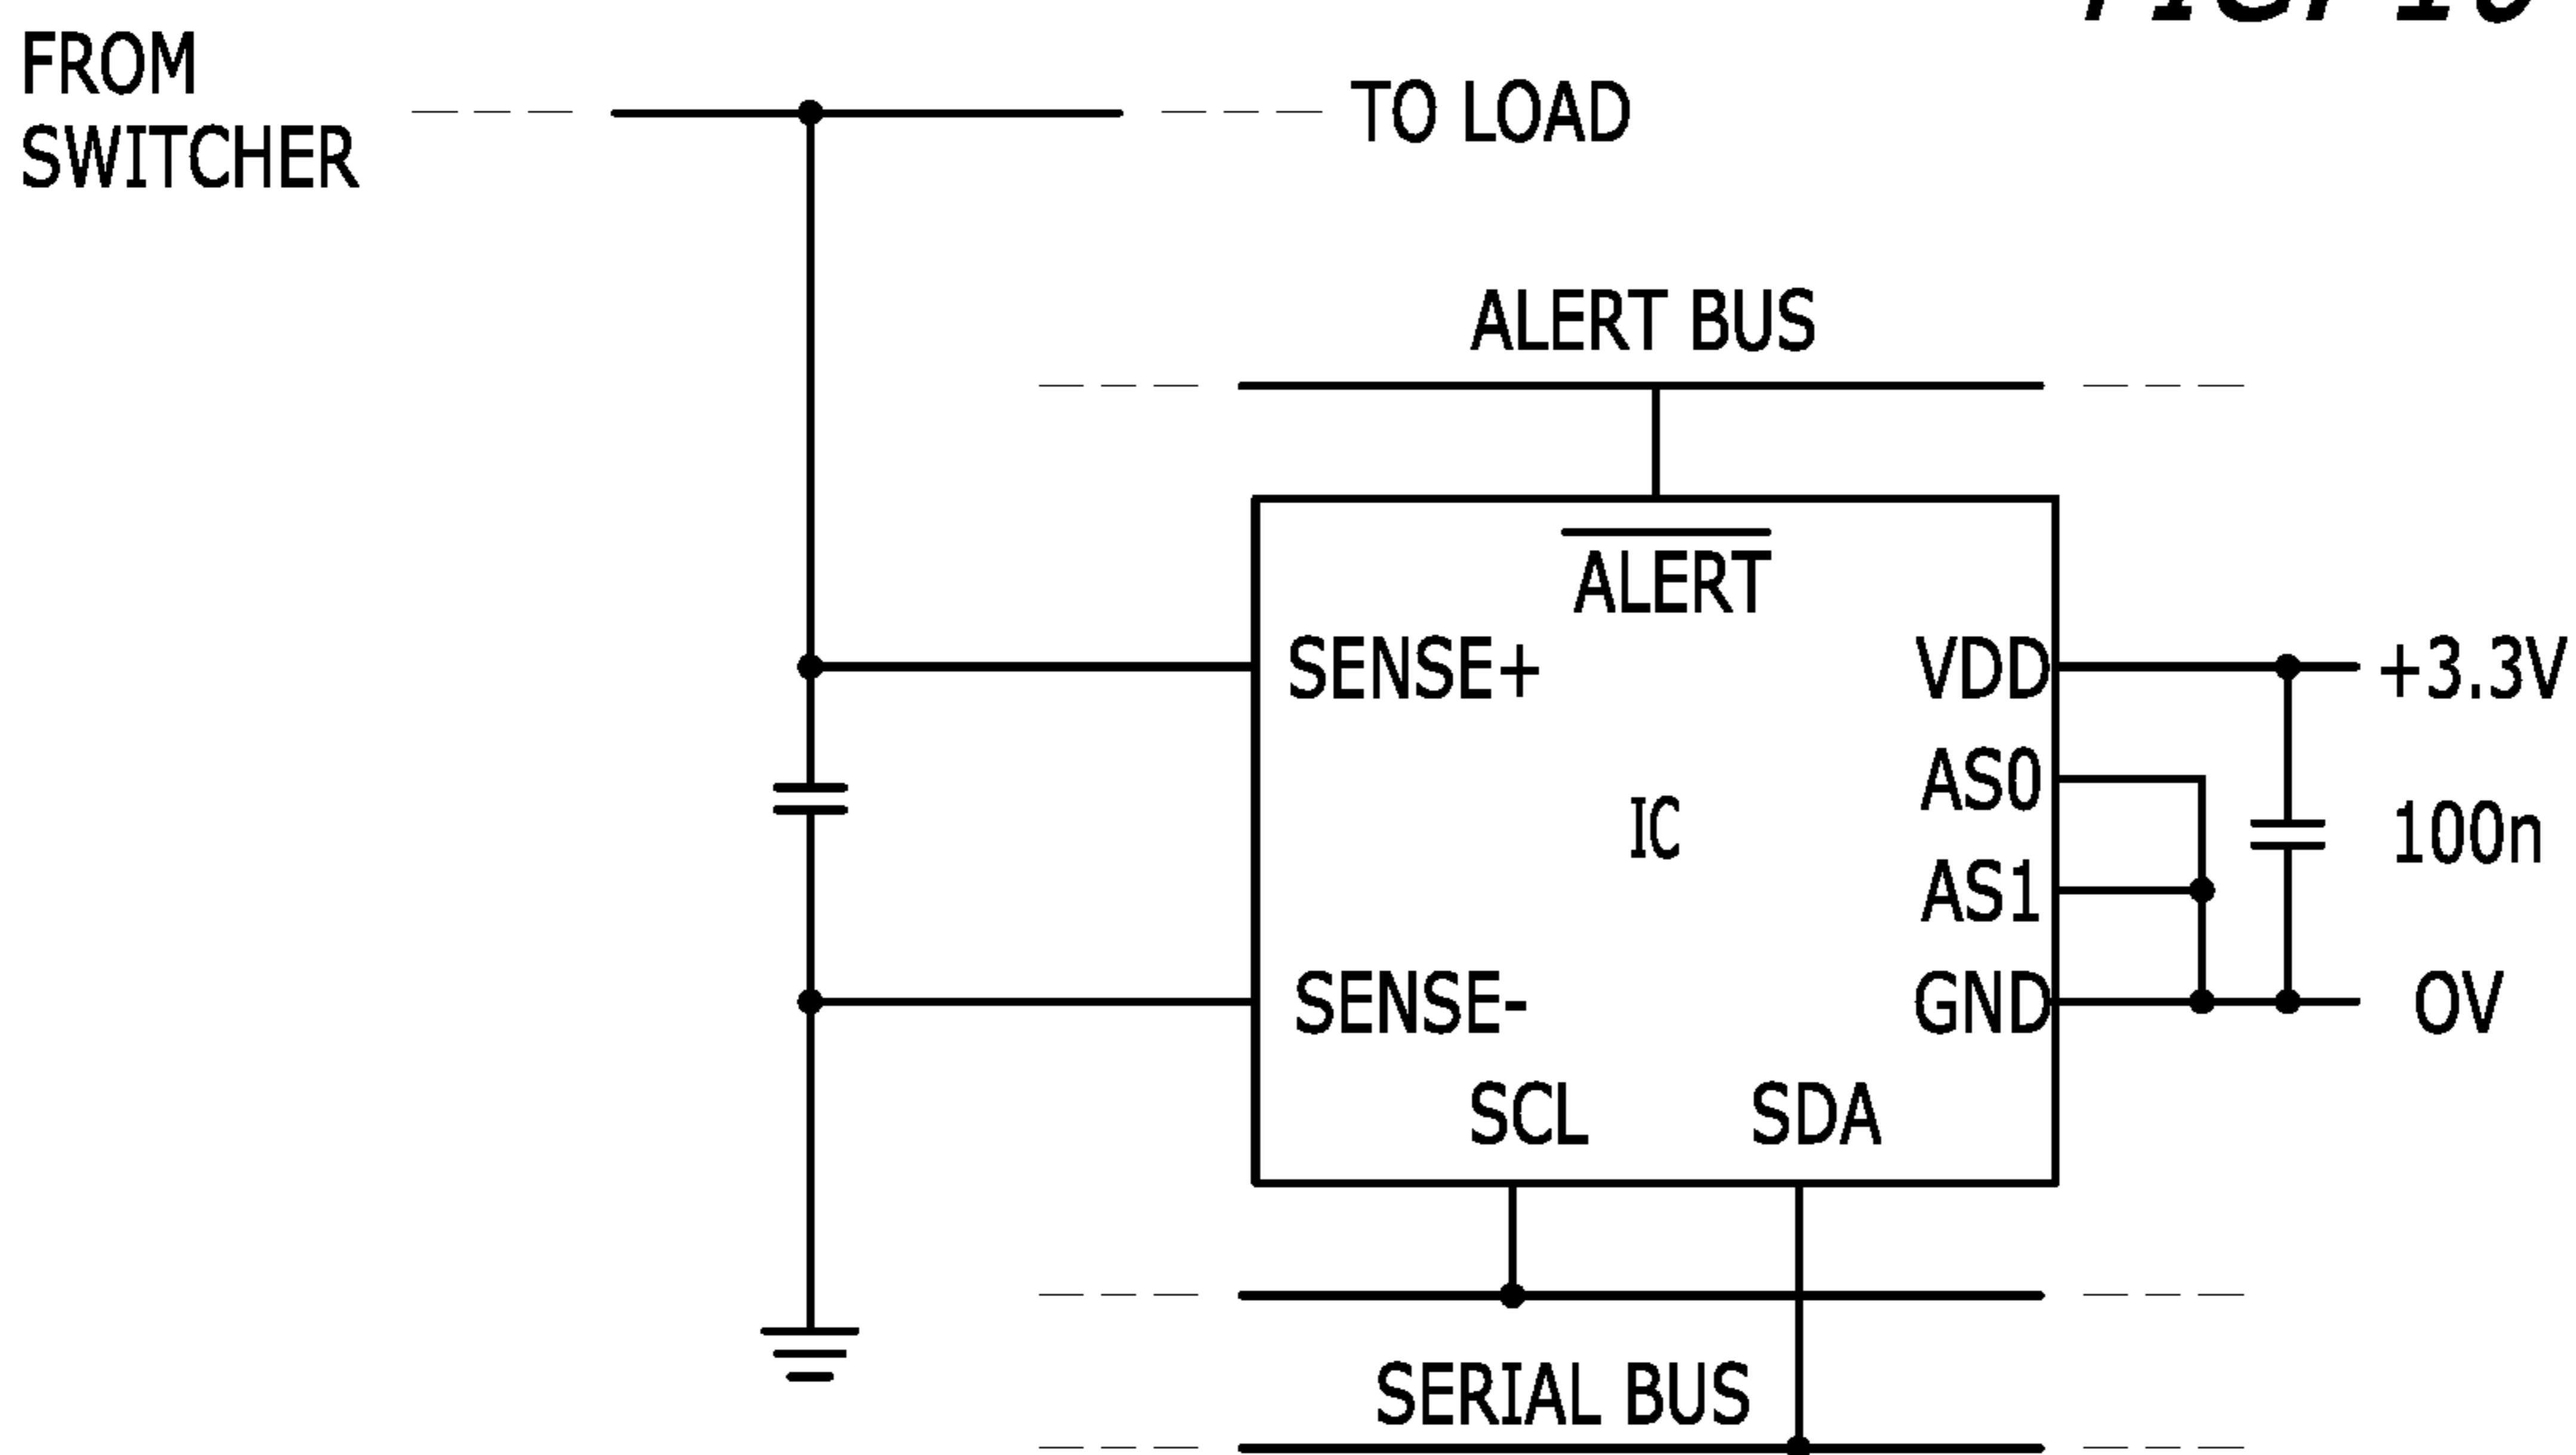 FROM
SWITCHER
TO LOAD
ALERT BUS
ALERT
SENSE+
VDD
+3.3V
AS0
IC
100n
AS1
SENSE-
GND
0V
SCL
SDA
SERIAL BUS